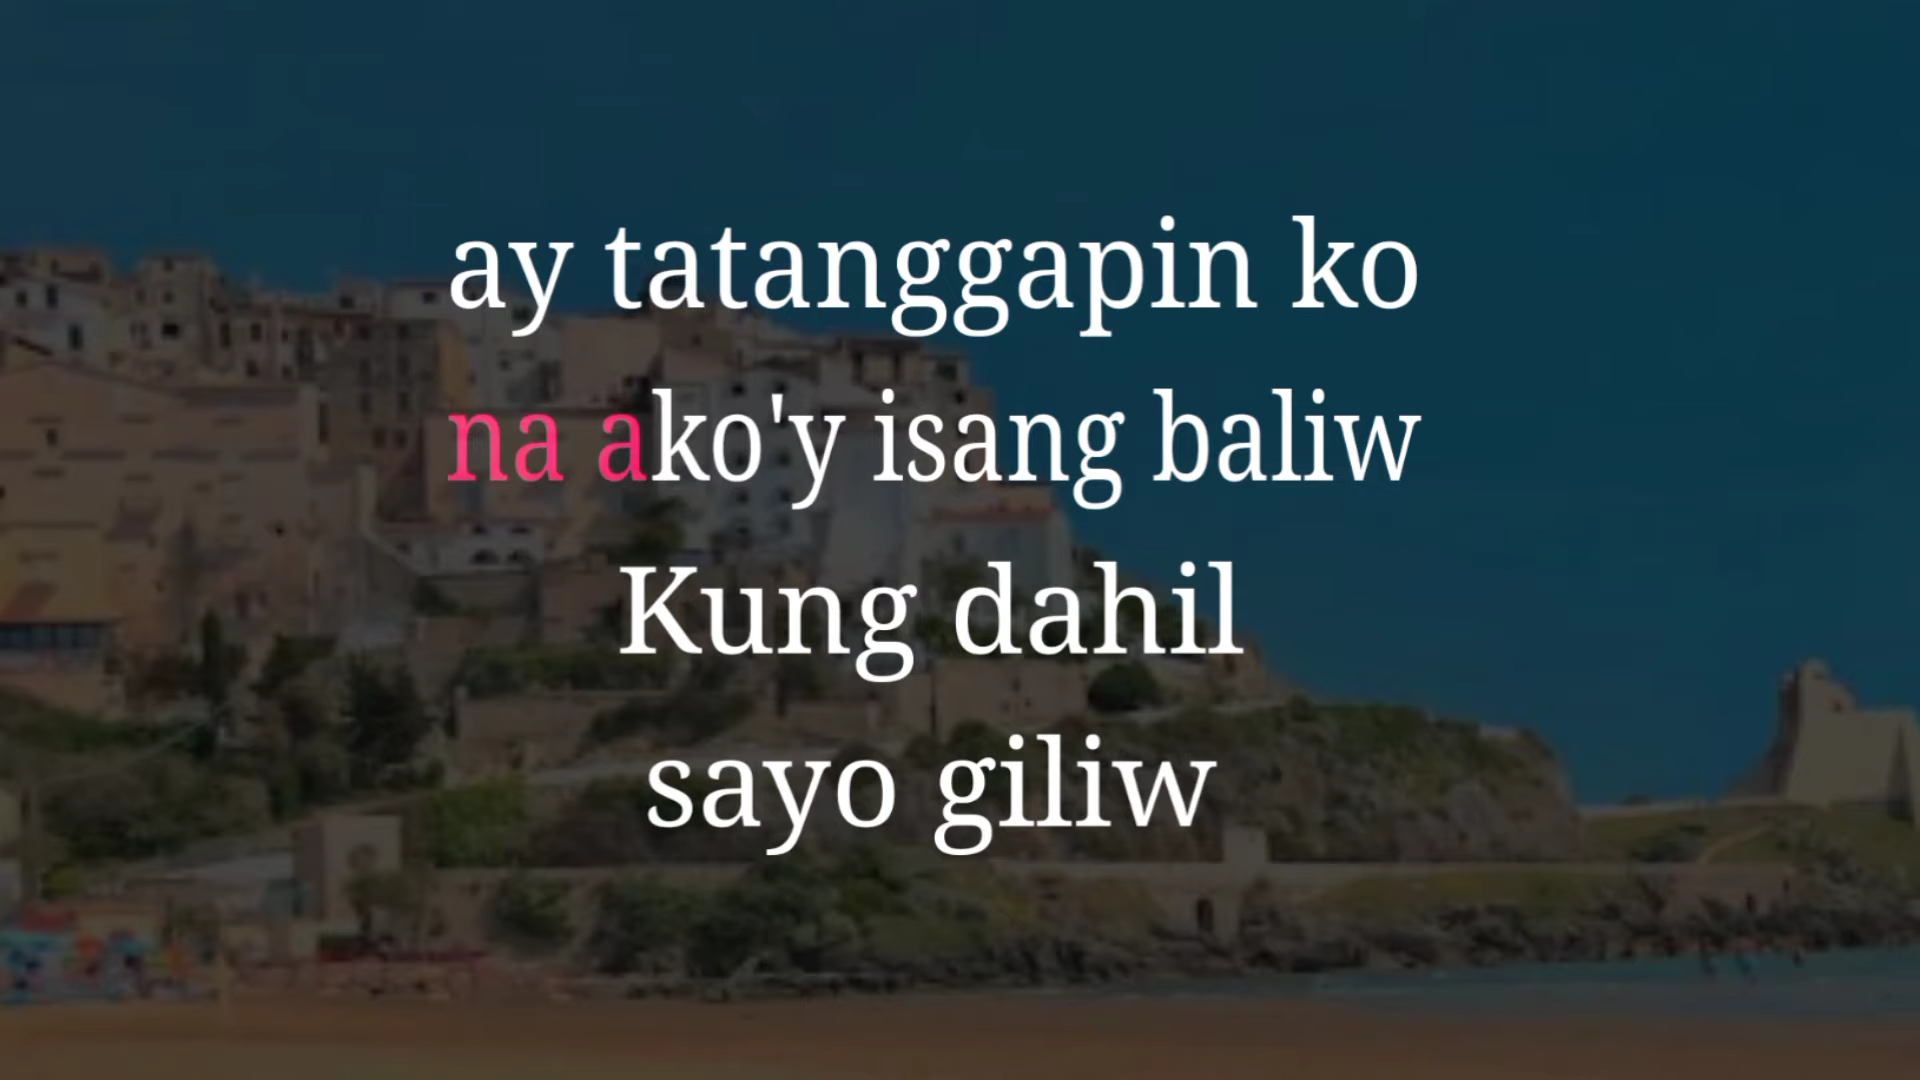 ay tatanggapin ko
na ako'y isang baliw
Kung dahil
sayo giliw